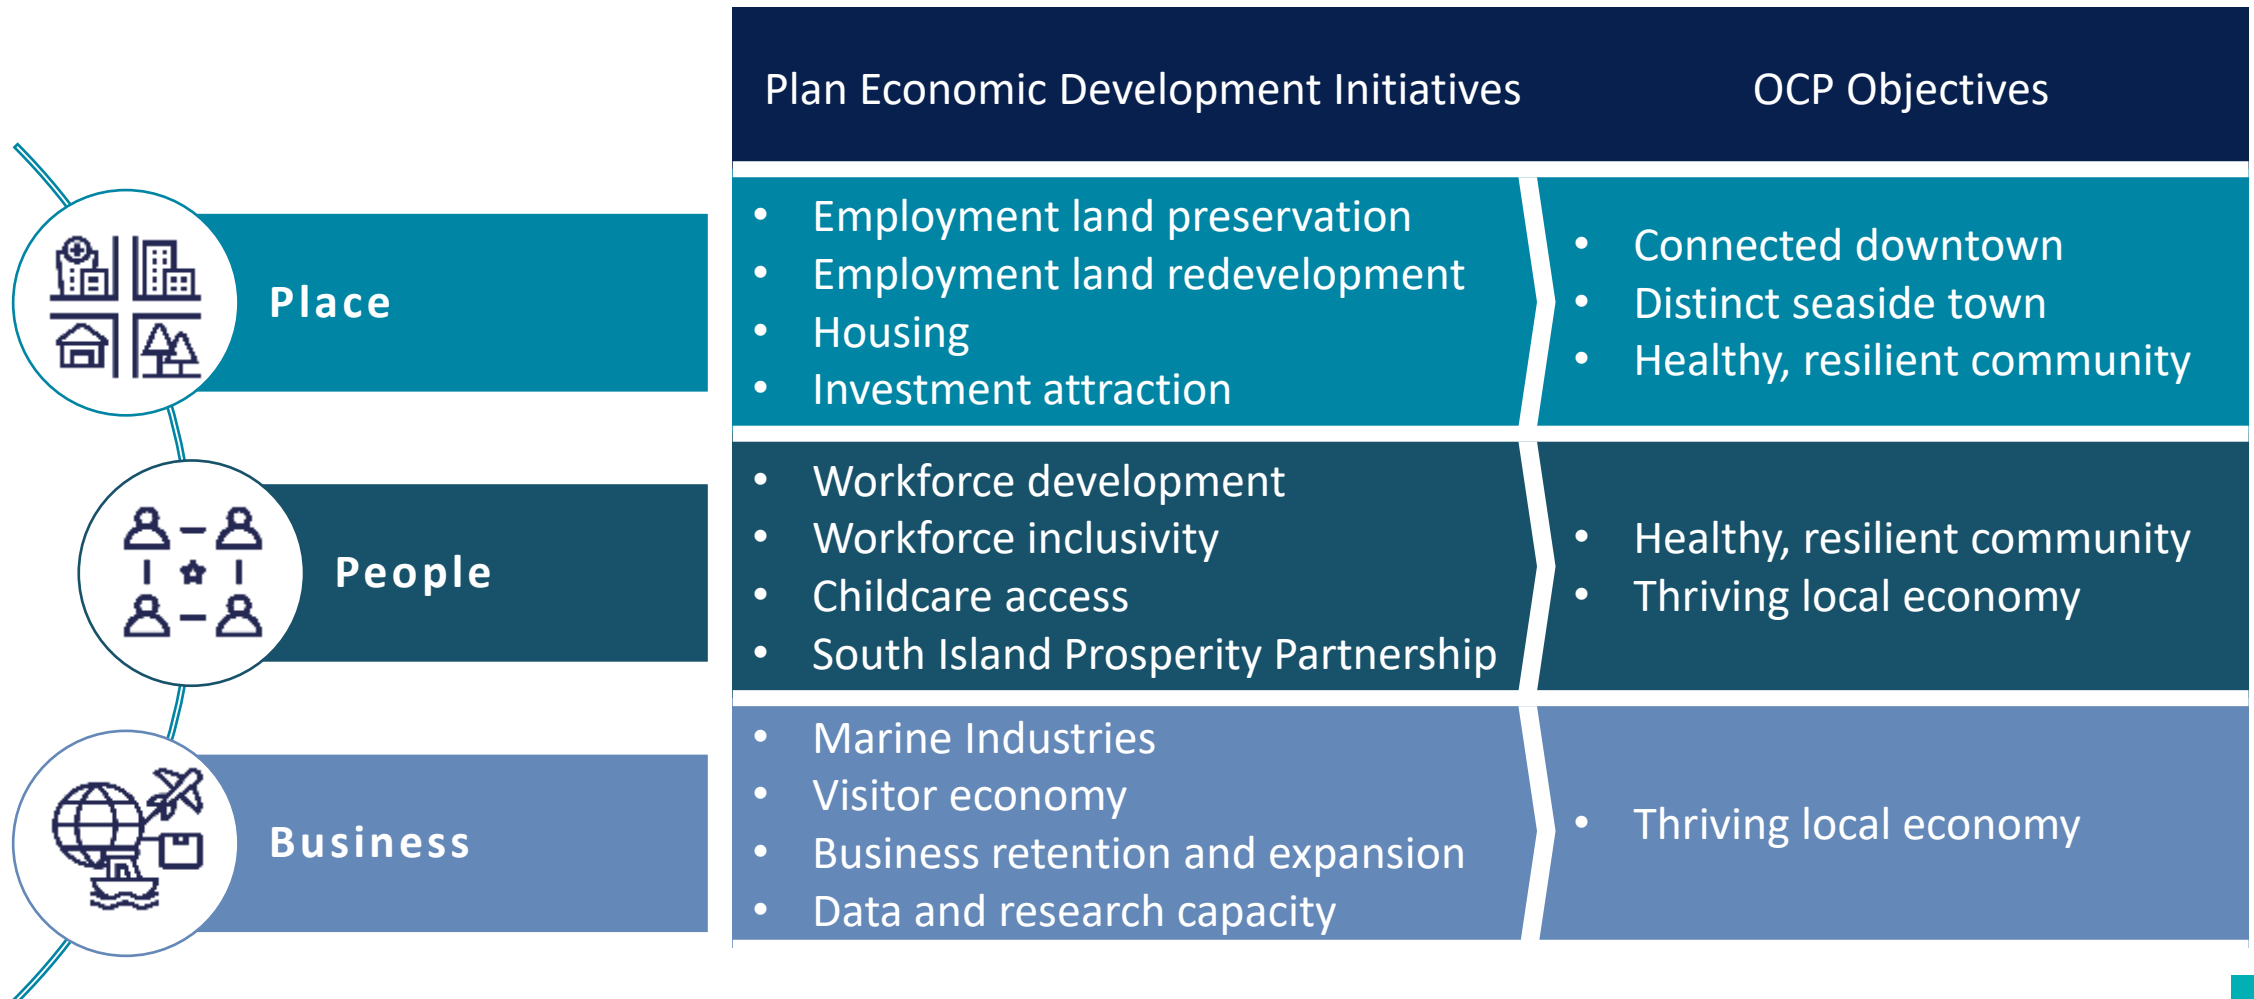 Plan Economic Development Initiatives
OCP Objectives
Place
• Employment land preservation
• Employment land redevelopment
• Housing
• Investment attraction
• Connected downtown
• Distinct seaside town
• Healthy, resilient community
People
• Workforce development
• Workforce inclusivity
• Childcare access
• South Island Prosperity Partnership
• Healthy, resilient community
• Thriving local economy
Business
• Marine Industries
• Visitor economy
• Business retention and expansion
• Data and research capacity
• Thriving local economy